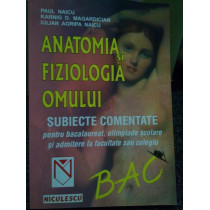 PAUL NAICU
KARNIG D. MAGARDICIAN
IULIAN AGRIPA NAICU
ANATOMIA ȘI
FIZIOLOGIA
OMULUI
SUBIECTE COMENTATE
pentru bacalaureat, olimpiade școlare
și admitere la facultate sau colegiu
BAC
N
NICULESCU